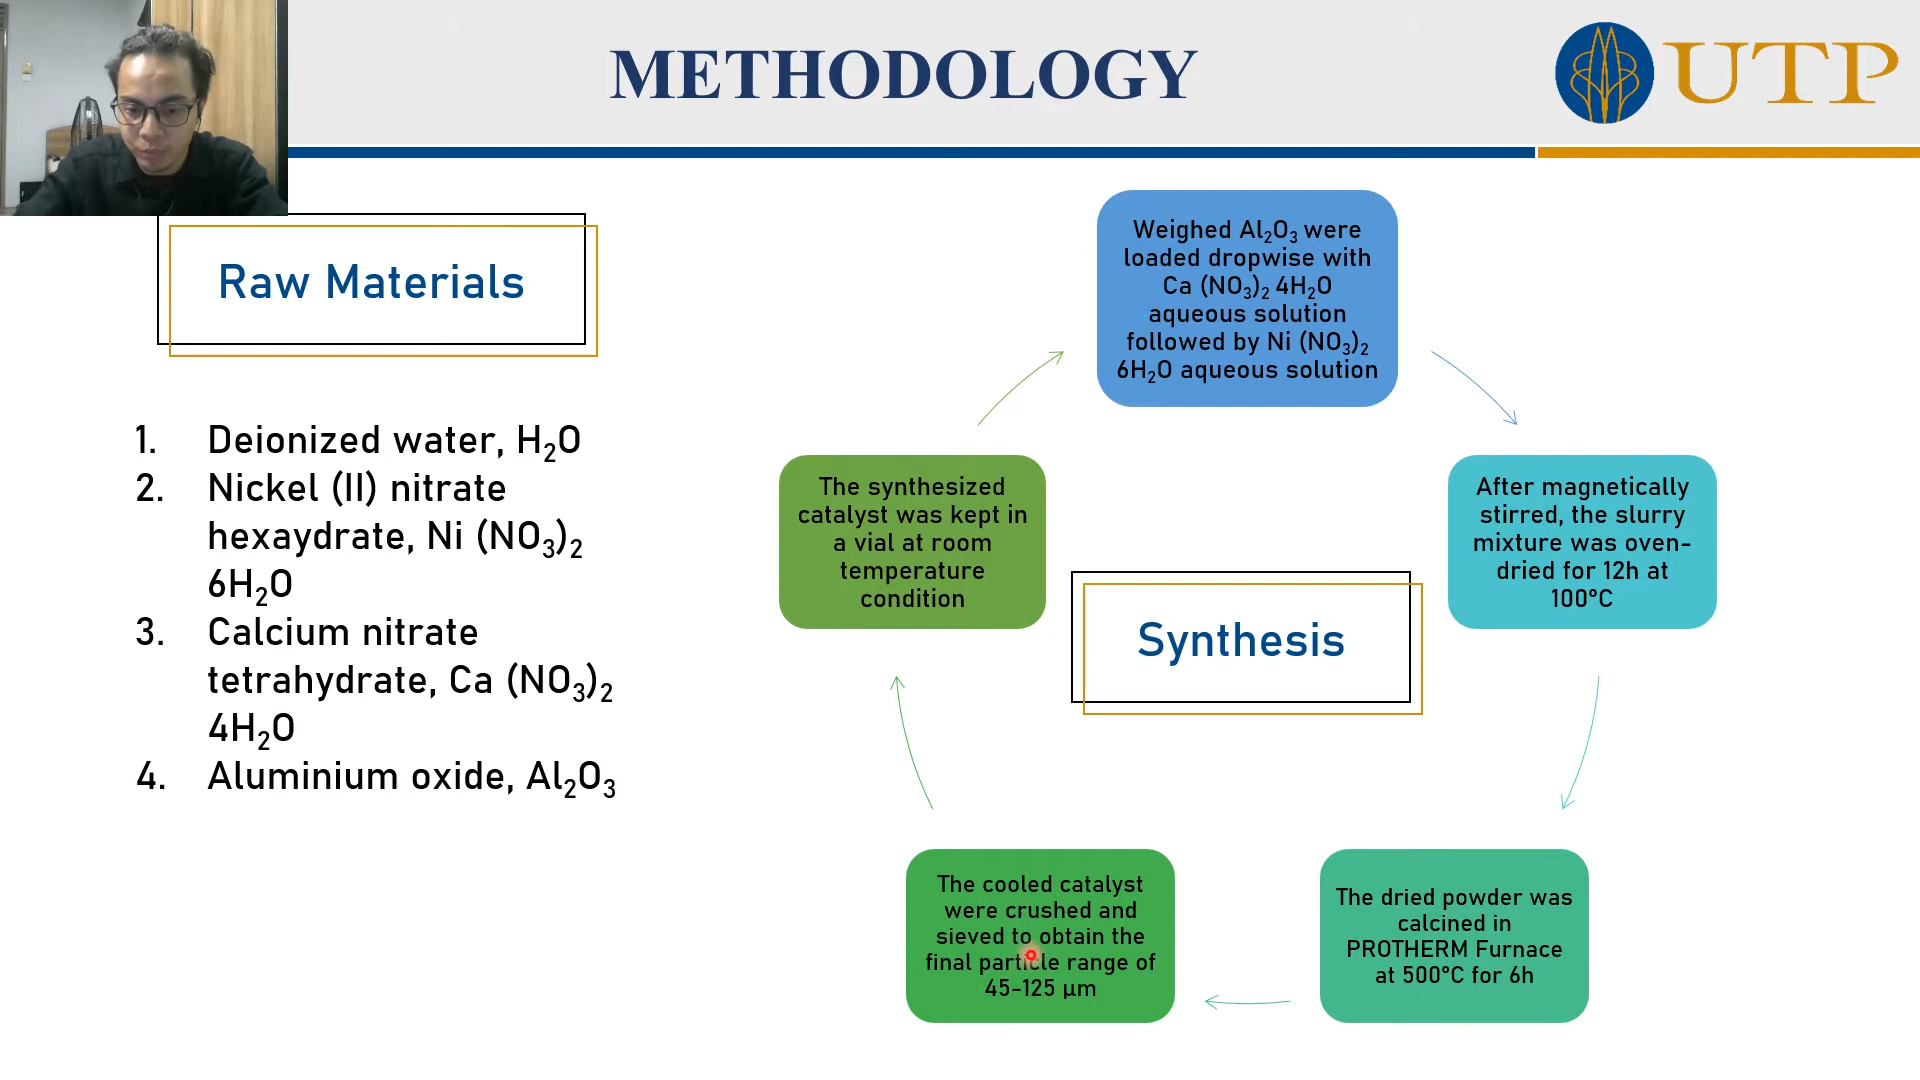 METHODOLOGY
UTP
Raw Materials
1. Deionized water, H₂O
2. Nickel (II) nitrate
hexaydrate, Ni (NO₃)₂
6H₂O
3. Calcium nitrate
tetrahydrate, Ca (NO₃)₂
4H₂O
4. Aluminium oxide, Al₂O₃
Synthesis
Weighed Al₂O₃ were
loaded dropwise with
Ca (NO₃)₂ 4H₂O
aqueous solution
followed by Ni (NO₃)₂
6H₂O aqueous solution
After magnetically
stirred, the slurry
mixture was oven-
dried for 12h at
100°C
The dried powder was
calcined in
PROTHERM Furnace
at 500°C for 6h
The cooled catalyst
were crushed and
sieved to obtain the
final particle range of
45-125 µm
The synthesized
catalyst was kept in
a vial at room
temperature
condition